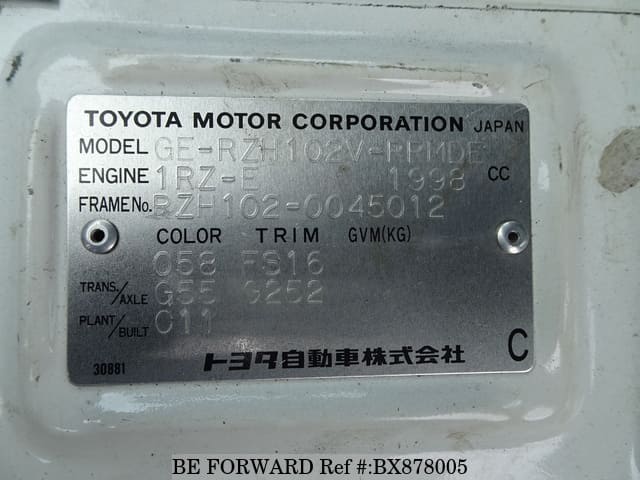 TOYOTA MOTOR CORPORATION JAPAN
MODEL GE-RZH102V-RRMDE
ENGINE 1RZ-E 1998 CC
FRAME No. RZH102-0045012
COLOR TRIM GVM(KG)
058 FS16
TRANS./AXLE G55 9252
PLANT/BUILT C11
30881 トヨタ自動車株式会社 C
BE FORWARD Ref #:BX878005